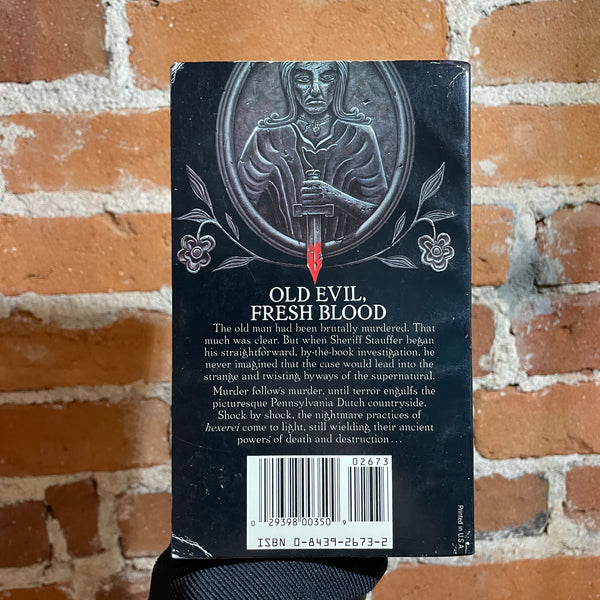 OLD EVIL,
FRESH BLOOD
The old man had been brutally murdered. That
much was clear. But when Sheriff Stauffer began
his straightforward, by-the-book investigation, he
never imagined that the case would lead into the
strange and twisting byways of the supernatural.
Murder follows murder, until terror engulfs the
picturesque Pennsylvania Dutch countryside.
Shock by shock, the nightmare practices of
hexerei come to light, still wielding their ancient
powers of death and destruction . . .
02673
0 29398 00350 9
ISBN 0-8439-2673-2
Printed in U.S.A.